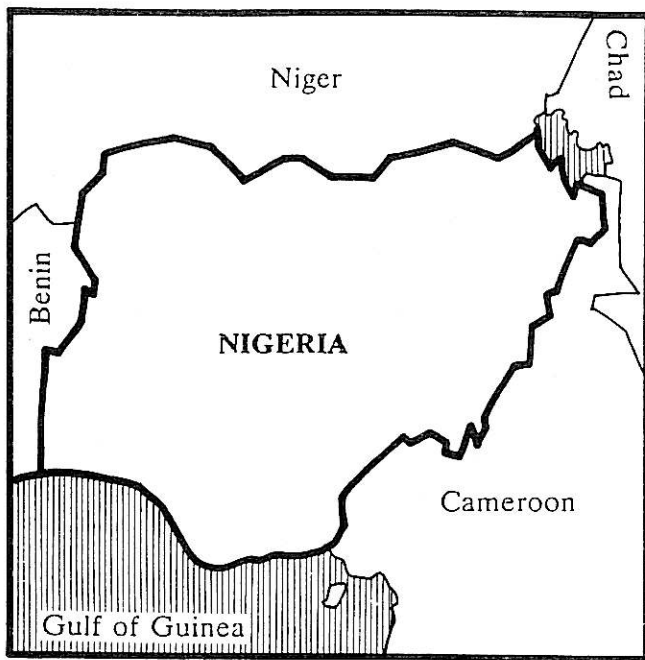 Niger
Chad
Benin
NIGERIA
Cameroon
Gulf of Guinea